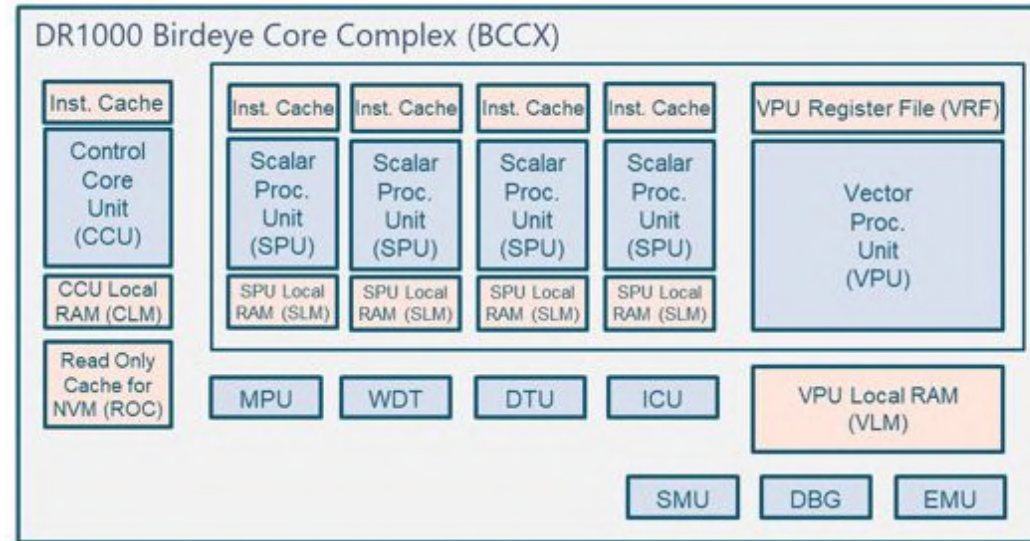 DR1000 Birdeye Core Complex (BCCX)
Inst. Cache
Control
Core
Unit
(CCU)
CCU Local
RAM (CLM)
Read Only
Cache for
NVM (ROC)
Inst. Cache
Scalar
Proc.
Unit
(SPU)
SPU Local
RAM (SLM)
Inst. Cache
Scalar
Proc.
Unit
(SPU)
SPU Local
RAM (SLM)
Inst. Cache
Scalar
Proc.
Unit
(SPU)
SPU Local
RAM (SLM)
Inst. Cache
Scalar
Proc.
Unit
(SPU)
SPU Local
RAM (SLM)
VPU Register File (VRF)
Vector
Proc.
Unit
(VPU)
MPU
WDT
DTU
ICU
VPU Local RAM
(VLM)
SMU
DBG
EMU